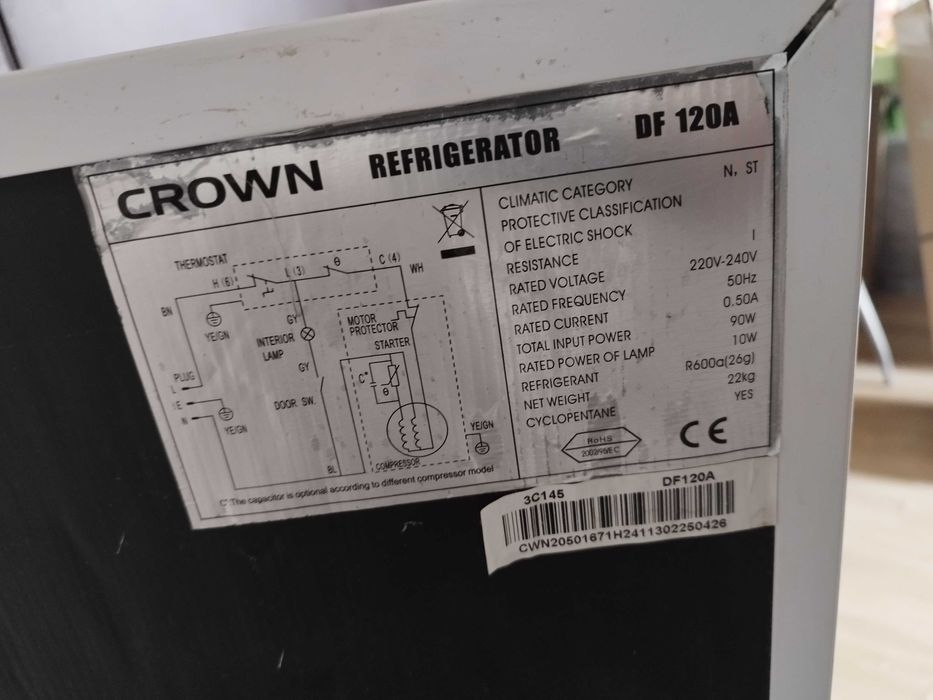 CROWN REFRIGERATOR DF 120A
THERMOSTAT
H (6) L (3) θ C (4)
WH
BN
YE/GN
GY
INTERIOR
LAMP
GY
DOOR SW.
MOTOR
PROTECTOR
STARTER
C*
θ
PLUG
L
E
N
YE/GN
BL
COMPRESSOR
YE/GN
C* The capacitor is optional according to different compressor model
CLIMATIC CATEGORY N, ST
PROTECTIVE CLASSIFICATION
OF ELECTRIC SHOCK
RESISTANCE I
RATED VOLTAGE 220V-240V
RATED FREQUENCY 50Hz
RATED CURRENT 0.50A
TOTAL INPUT POWER 90W
RATED POWER OF LAMP 10W
REFRIGERANT R600a(26g)
NET WEIGHT 22kg
CYCLOPENTANE YES
RoHS
2002/95/EC
CE
3C145 DF120A
CWN20501671H2411302250426